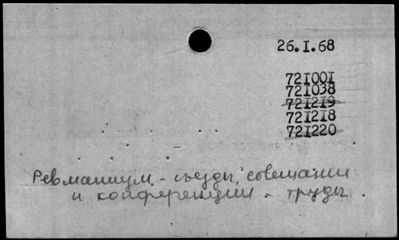 26.I.68
721001
721038
721219
721218
721220
Ревматизм - съезды, совещания
и конференции - труды.